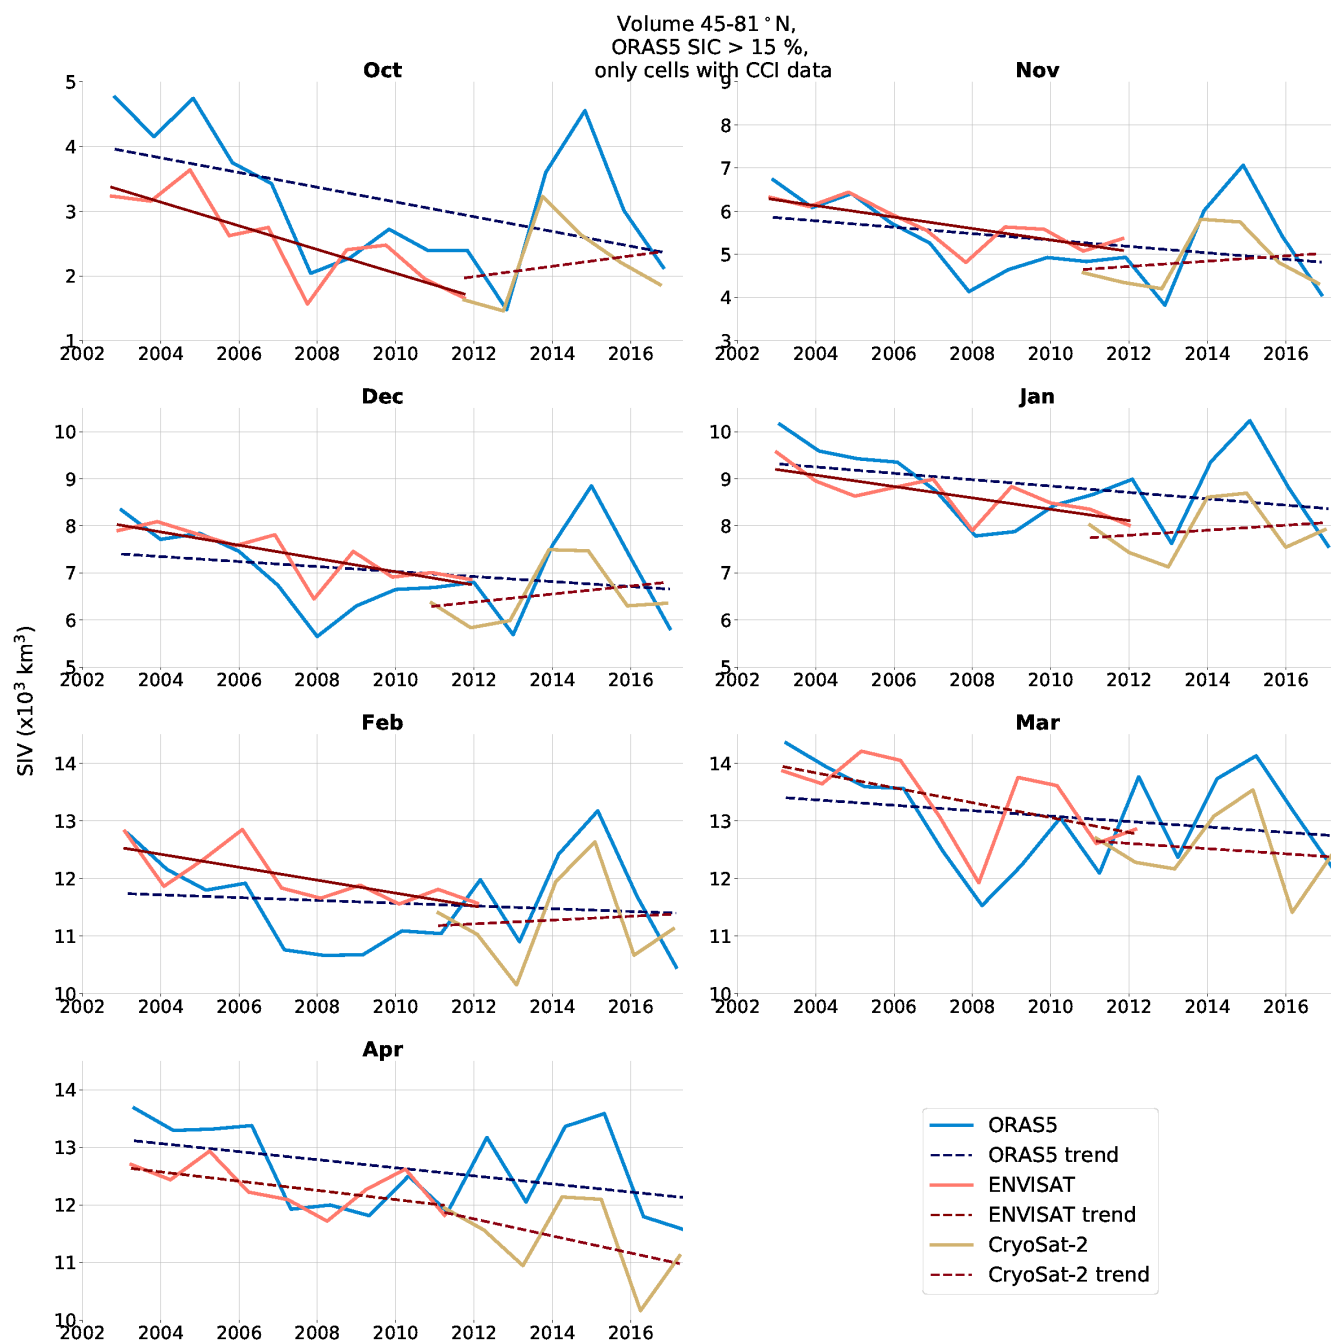 Volume 45-81°N,
ORAS5 SIC > 15 %,
only cells with CCI data
Oct
5
4
3
2
1
2002 2004 2006 2008 2010 2012 2014 2016
Nov
9
8
7
6
5
4
3
2002 2004 2006 2008 2010 2012 2014 2016
Dec
10
9
8
7
6
5
2002 2004 2006 2008 2010 2012 2014 2016
Jan
10
9
8
7
6
5
2002 2004 2006 2008 2010 2012 2014 2016
SIV (x10³ km³)
Feb
14
13
12
11
10
2002 2004 2006 2008 2010 2012 2014 2016
Mar
14
13
12
11
10
2002 2004 2006 2008 2010 2012 2014 2016
Apr
14
13
12
11
10
2002 2004 2006 2008 2010 2012 2014 2016
ORAS5
ORAS5 trend
ENVISAT
ENVISAT trend
CryoSat-2
CryoSat-2 trend